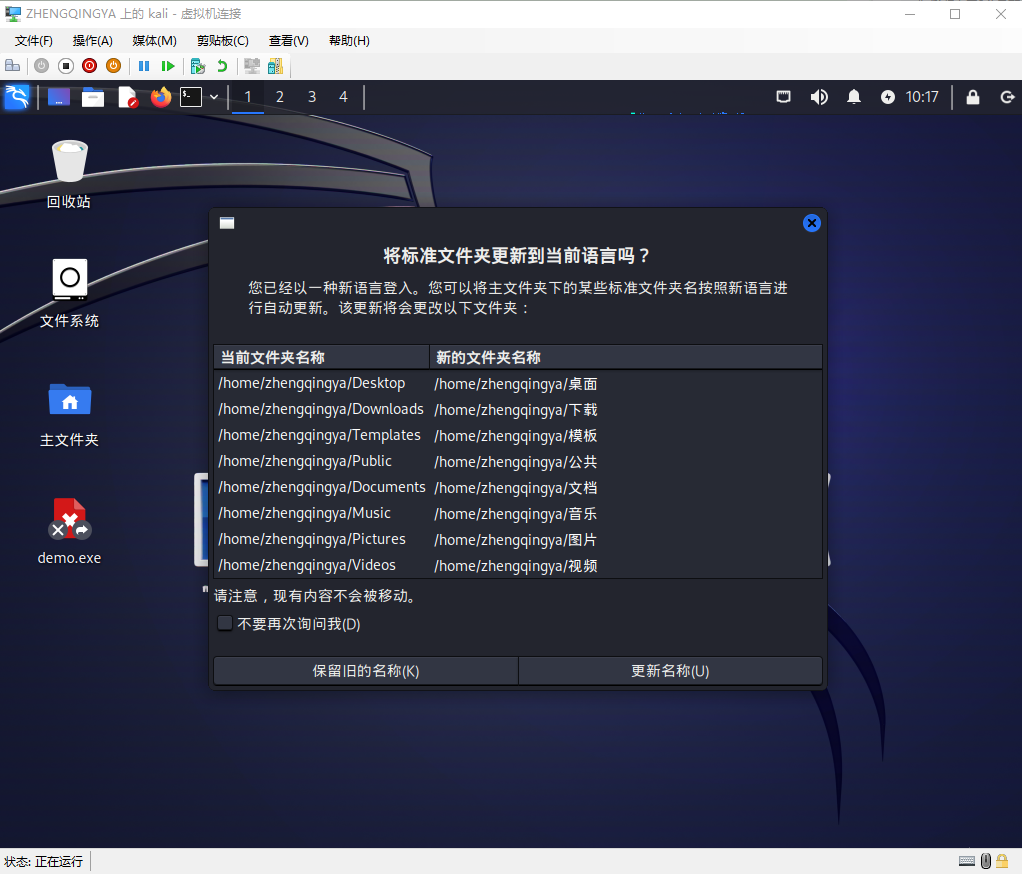 ZHENGQINGYA 上的 kali - 虚拟机连接
文件(F) 操作(A) 媒体(M) 剪贴板(C) 查看(V) 帮助(H)
1 2 3 4 10:17
回收站
文件系统
主文件夹
demo.exe
将标准文件夹更新到当前语言吗？
您已经以一种新语言登入。您可以将主文件夹下的某些标准文件夹名按照新语言进
行自动更新。该更新将会更改以下文件夹：
当前文件夹名称 新的文件夹名称
/home/zhengqingya/Desktop /home/zhengqingya/桌面
/home/zhengqingya/Downloads /home/zhengqingya/下载
/home/zhengqingya/Templates /home/zhengqingya/模板
/home/zhengqingya/Public /home/zhengqingya/公共
/home/zhengqingya/Documents /home/zhengqingya/文档
/home/zhengqingya/Music /home/zhengqingya/音乐
/home/zhengqingya/Pictures /home/zhengqingya/图片
/home/zhengqingya/Videos /home/zhengqingya/视频
请注意，现有内容不会被移动。
不要再次询问我(D)
保留旧的名称(K) 更新名称(U)
状态: 正在运行